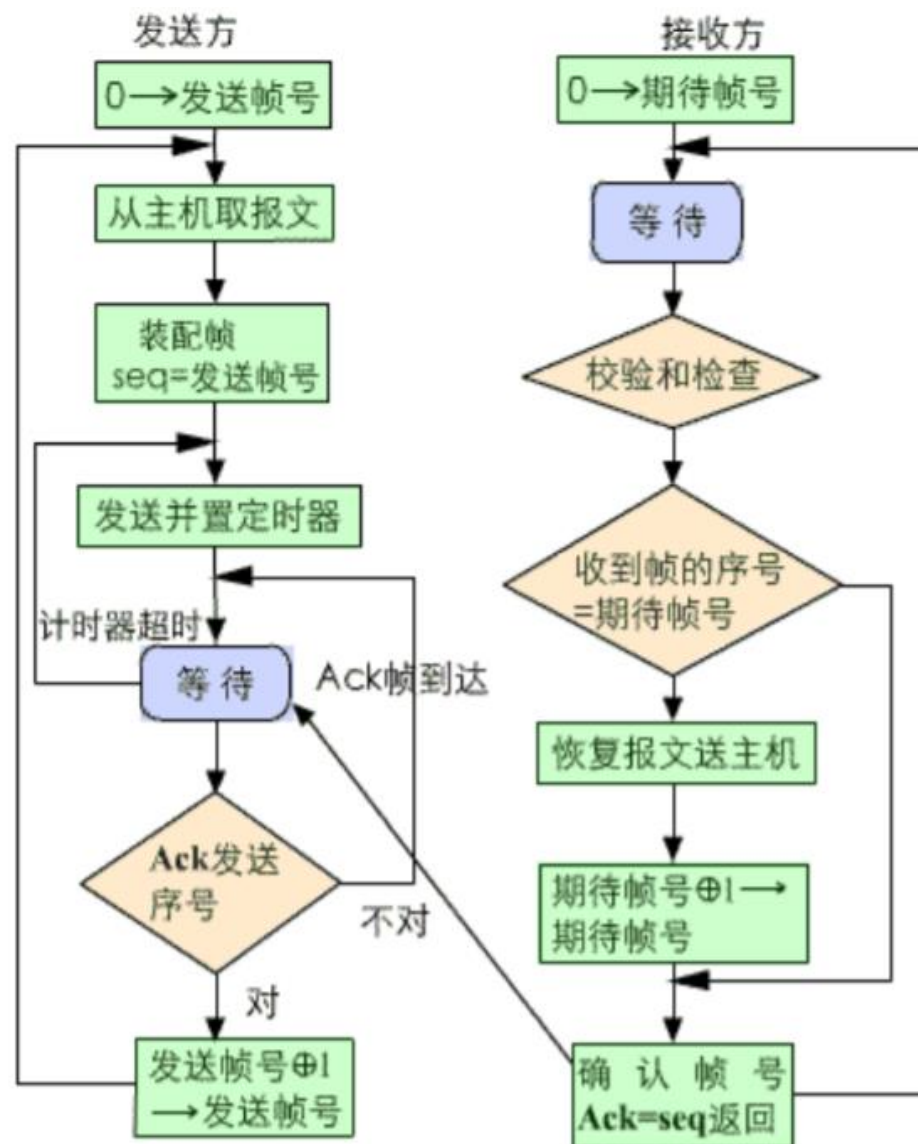 发送方
0→发送帧号
从主机取报文
装配帧
seq=发送帧号
发送并置定时器
计时器超时
等 待
Ack帧到达
Ack发送
序号
不对
对
发送帧号⊕1
→发送帧号
接收方
0→期待帧号
等 待
校验和检查
收到帧的序号
=期待帧号
恢复报文送主机
期待帧号⊕1→
期待帧号
确 认 帧 号
Ack=seq返回